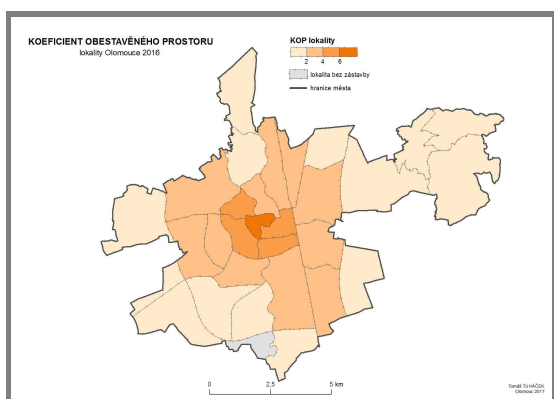 KOEFICIENT OBESTAVĚNÉHO PROSTORU
lokality Olomouce 2016
KOP lokality
2 4 6
lokalita bez zástavby
hranice města
0 2.5 5 km
Olomouc 2017